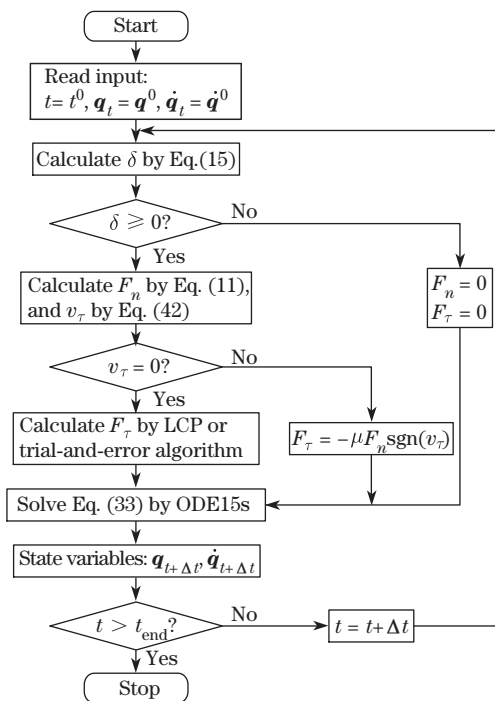 Start
Read input:
t= t⁰, q_t = q⁰, q̇_t = q̇⁰
Calculate δ by Eq.(15)
δ ⩾ 0?
No
Yes
Calculate F_n by Eq. (11),
and v_τ by Eq. (42)
F_n = 0
F_τ = 0
v_τ = 0?
No
Yes
Calculate F_τ by LCP or
trial-and-error algorithm
F_τ = −μF_n sgn(v_τ)
Solve Eq. (33) by ODE15s
State variables: q_{t+Δt}, q̇_{t+Δt}
t > t_end?
No
t = t+Δt
Yes
Stop